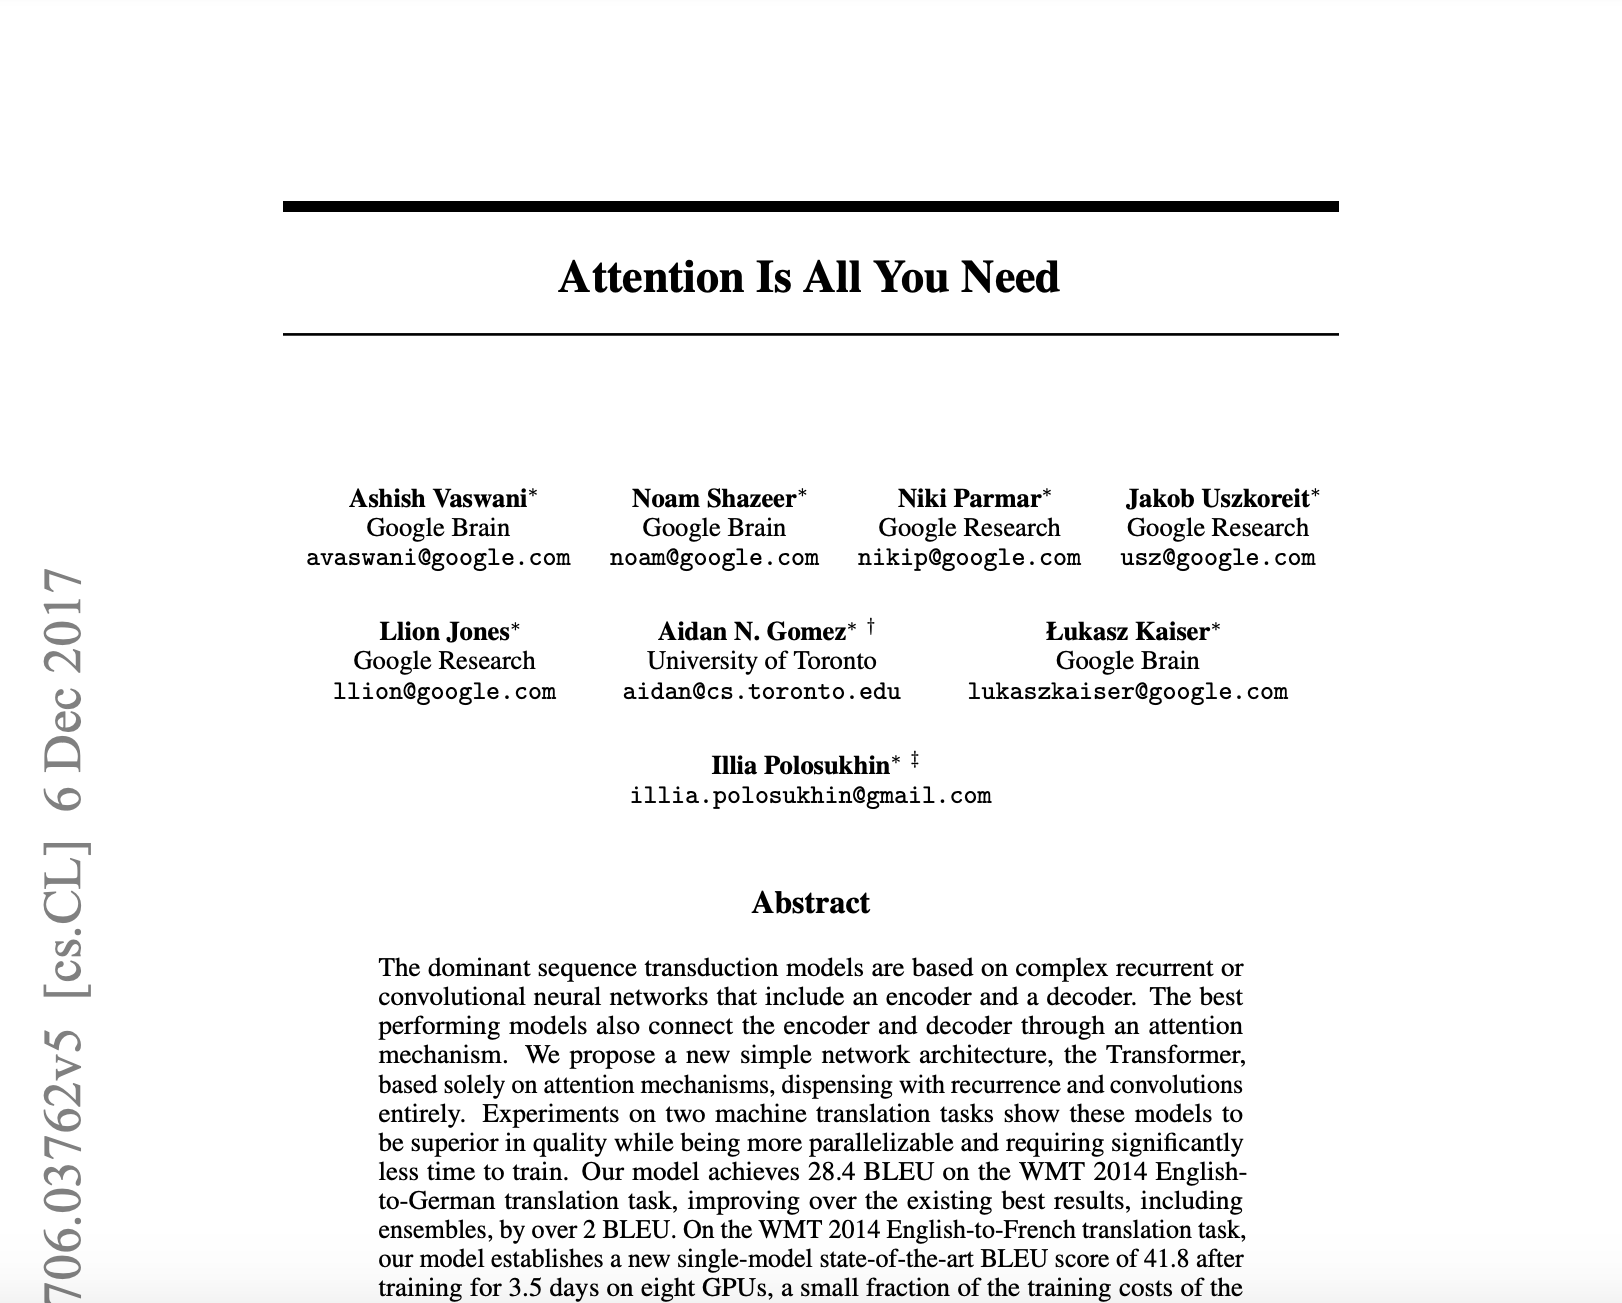 Attention Is All You Need
Ashish Vaswani* Noam Shazeer* Niki Parmar* Jakob Uszkoreit*
Google Brain Google Brain Google Research Google Research
avaswani@google.com noam@google.com nikip@google.com usz@google.com
Llion Jones* Aidan N. Gomez* † Łukasz Kaiser*
Google Research University of Toronto Google Brain
llion@google.com aidan@cs.toronto.edu lukaszkaiser@google.com
Illia Polosukhin* ‡
illia.polosukhin@gmail.com
Abstract
The dominant sequence transduction models are based on complex recurrent or
convolutional neural networks that include an encoder and a decoder. The best
performing models also connect the encoder and decoder through an attention
mechanism. We propose a new simple network architecture, the Transformer,
based solely on attention mechanisms, dispensing with recurrence and convolutions
entirely. Experiments on two machine translation tasks show these models to
be superior in quality while being more parallelizable and requiring significantly
less time to train. Our model achieves 28.4 BLEU on the WMT 2014 English-
to-German translation task, improving over the existing best results, including
ensembles, by over 2 BLEU. On the WMT 2014 English-to-French translation task,
our model establishes a new single-model state-of-the-art BLEU score of 41.8 after
training for 3.5 days on eight GPUs, a small fraction of the training costs of the
706.03762v5 [cs.CL] 6 Dec 2017